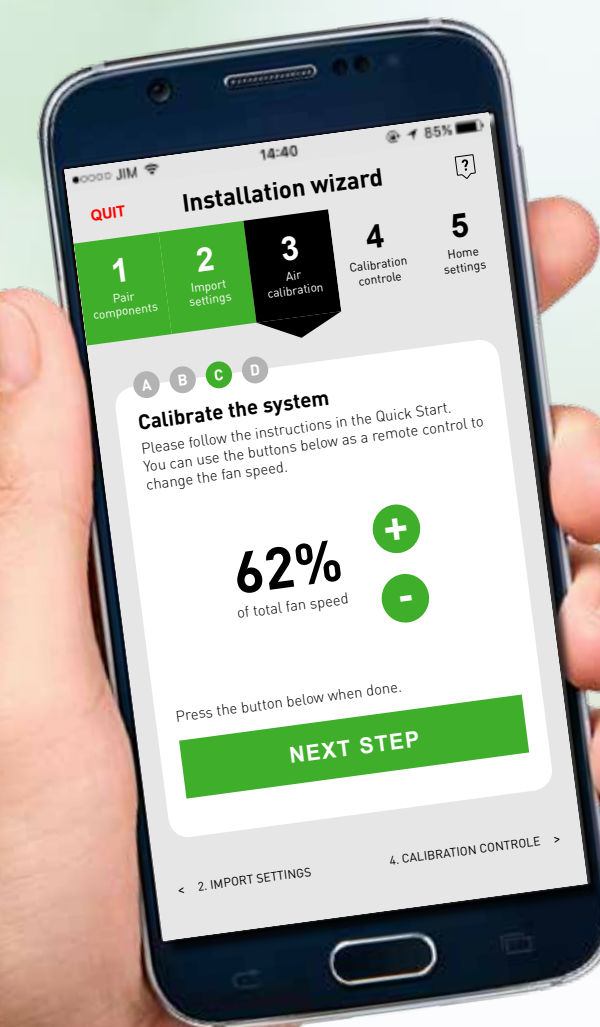 JIM
14:40
85%
QUIT
Installation wizard
?
1
Pair
components
2
Import
settings
3
Air
calibration
4
Calibration
controle
5
Home
settings
A B C D
Calibrate the system
Please follow the instructions in the Quick Start.
You can use the buttons below as a remote control to
change the fan speed.
+
62%
of total fan speed
-
Press the button below when done.
NEXT STEP
< 2. IMPORT SETTINGS
4. CALIBRATION CONTROLE >